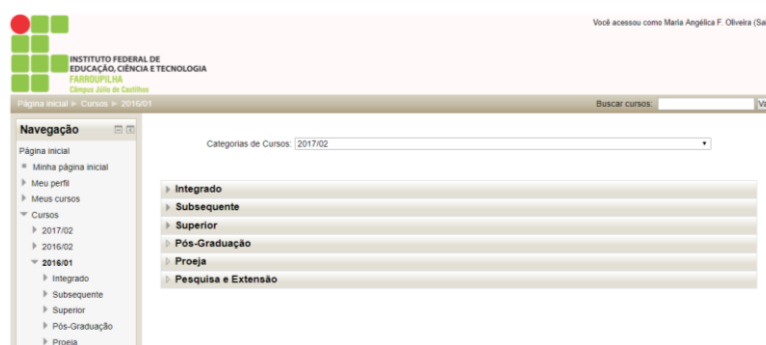 Você acessou como Maria Angélica F. Oliveira (Sai
INSTITUTO FEDERAL DE
EDUCAÇÃO, CIÊNCIA E TECNOLOGIA
FARROUPILHA
Câmpus Júlio de Castilhos
Página inicial ► Cursos ► 2016/01
Buscar cursos:
Va
Navegação
Página inicial
Minha página inicial
Meu perfil
Meus cursos
Cursos
2017/02
2016/02
2016/01
Integrado
Subsequente
Superior
Pós-Graduação
Proeja
Categorias de Cursos: 2017/02
Integrado
Subsequente
Superior
Pós-Graduação
Proeja
Pesquisa e Extensão